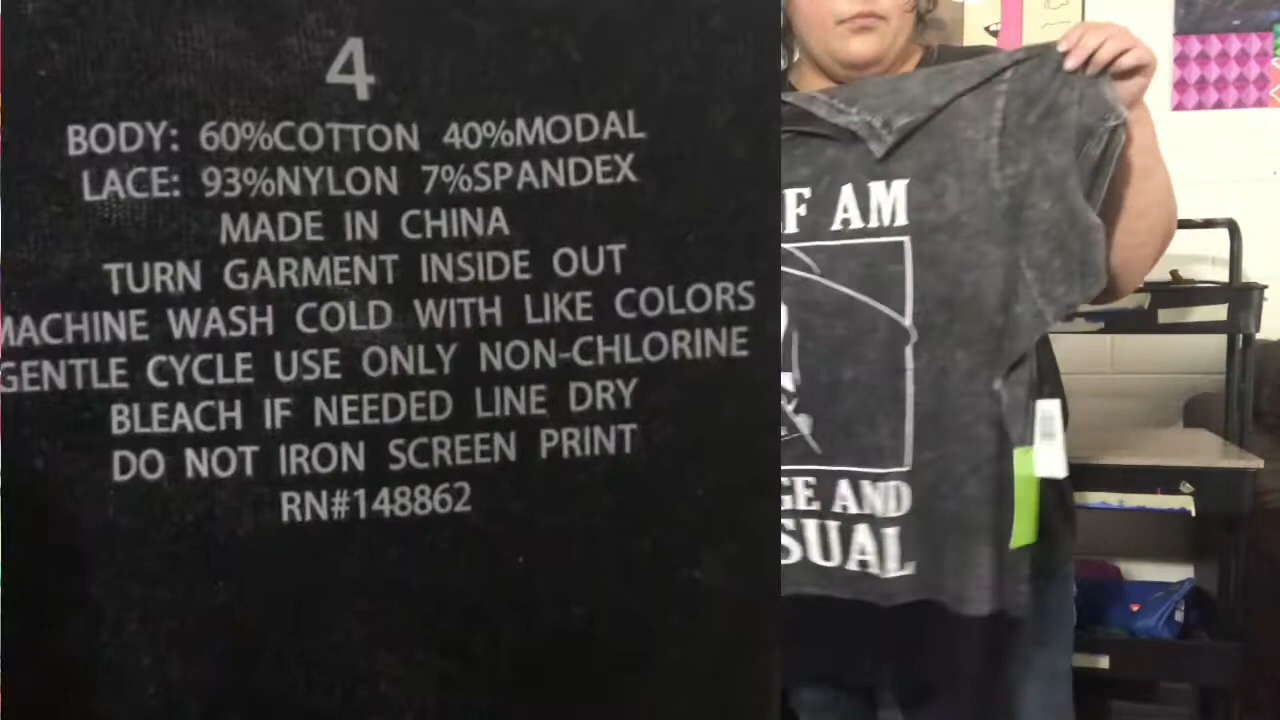 4
BODY: 60%COTTON 40%MODAL
LACE: 93%NYLON 7%SPANDEX
MADE IN CHINA
TURN GARMENT INSIDE OUT
MACHINE WASH COLD WITH LIKE COLORS
GENTLE CYCLE USE ONLY NON-CHLORINE
BLEACH IF NEEDED LINE DRY
DO NOT IRON SCREEN PRINT
RN#148862
F AM
GE AND
SUAL